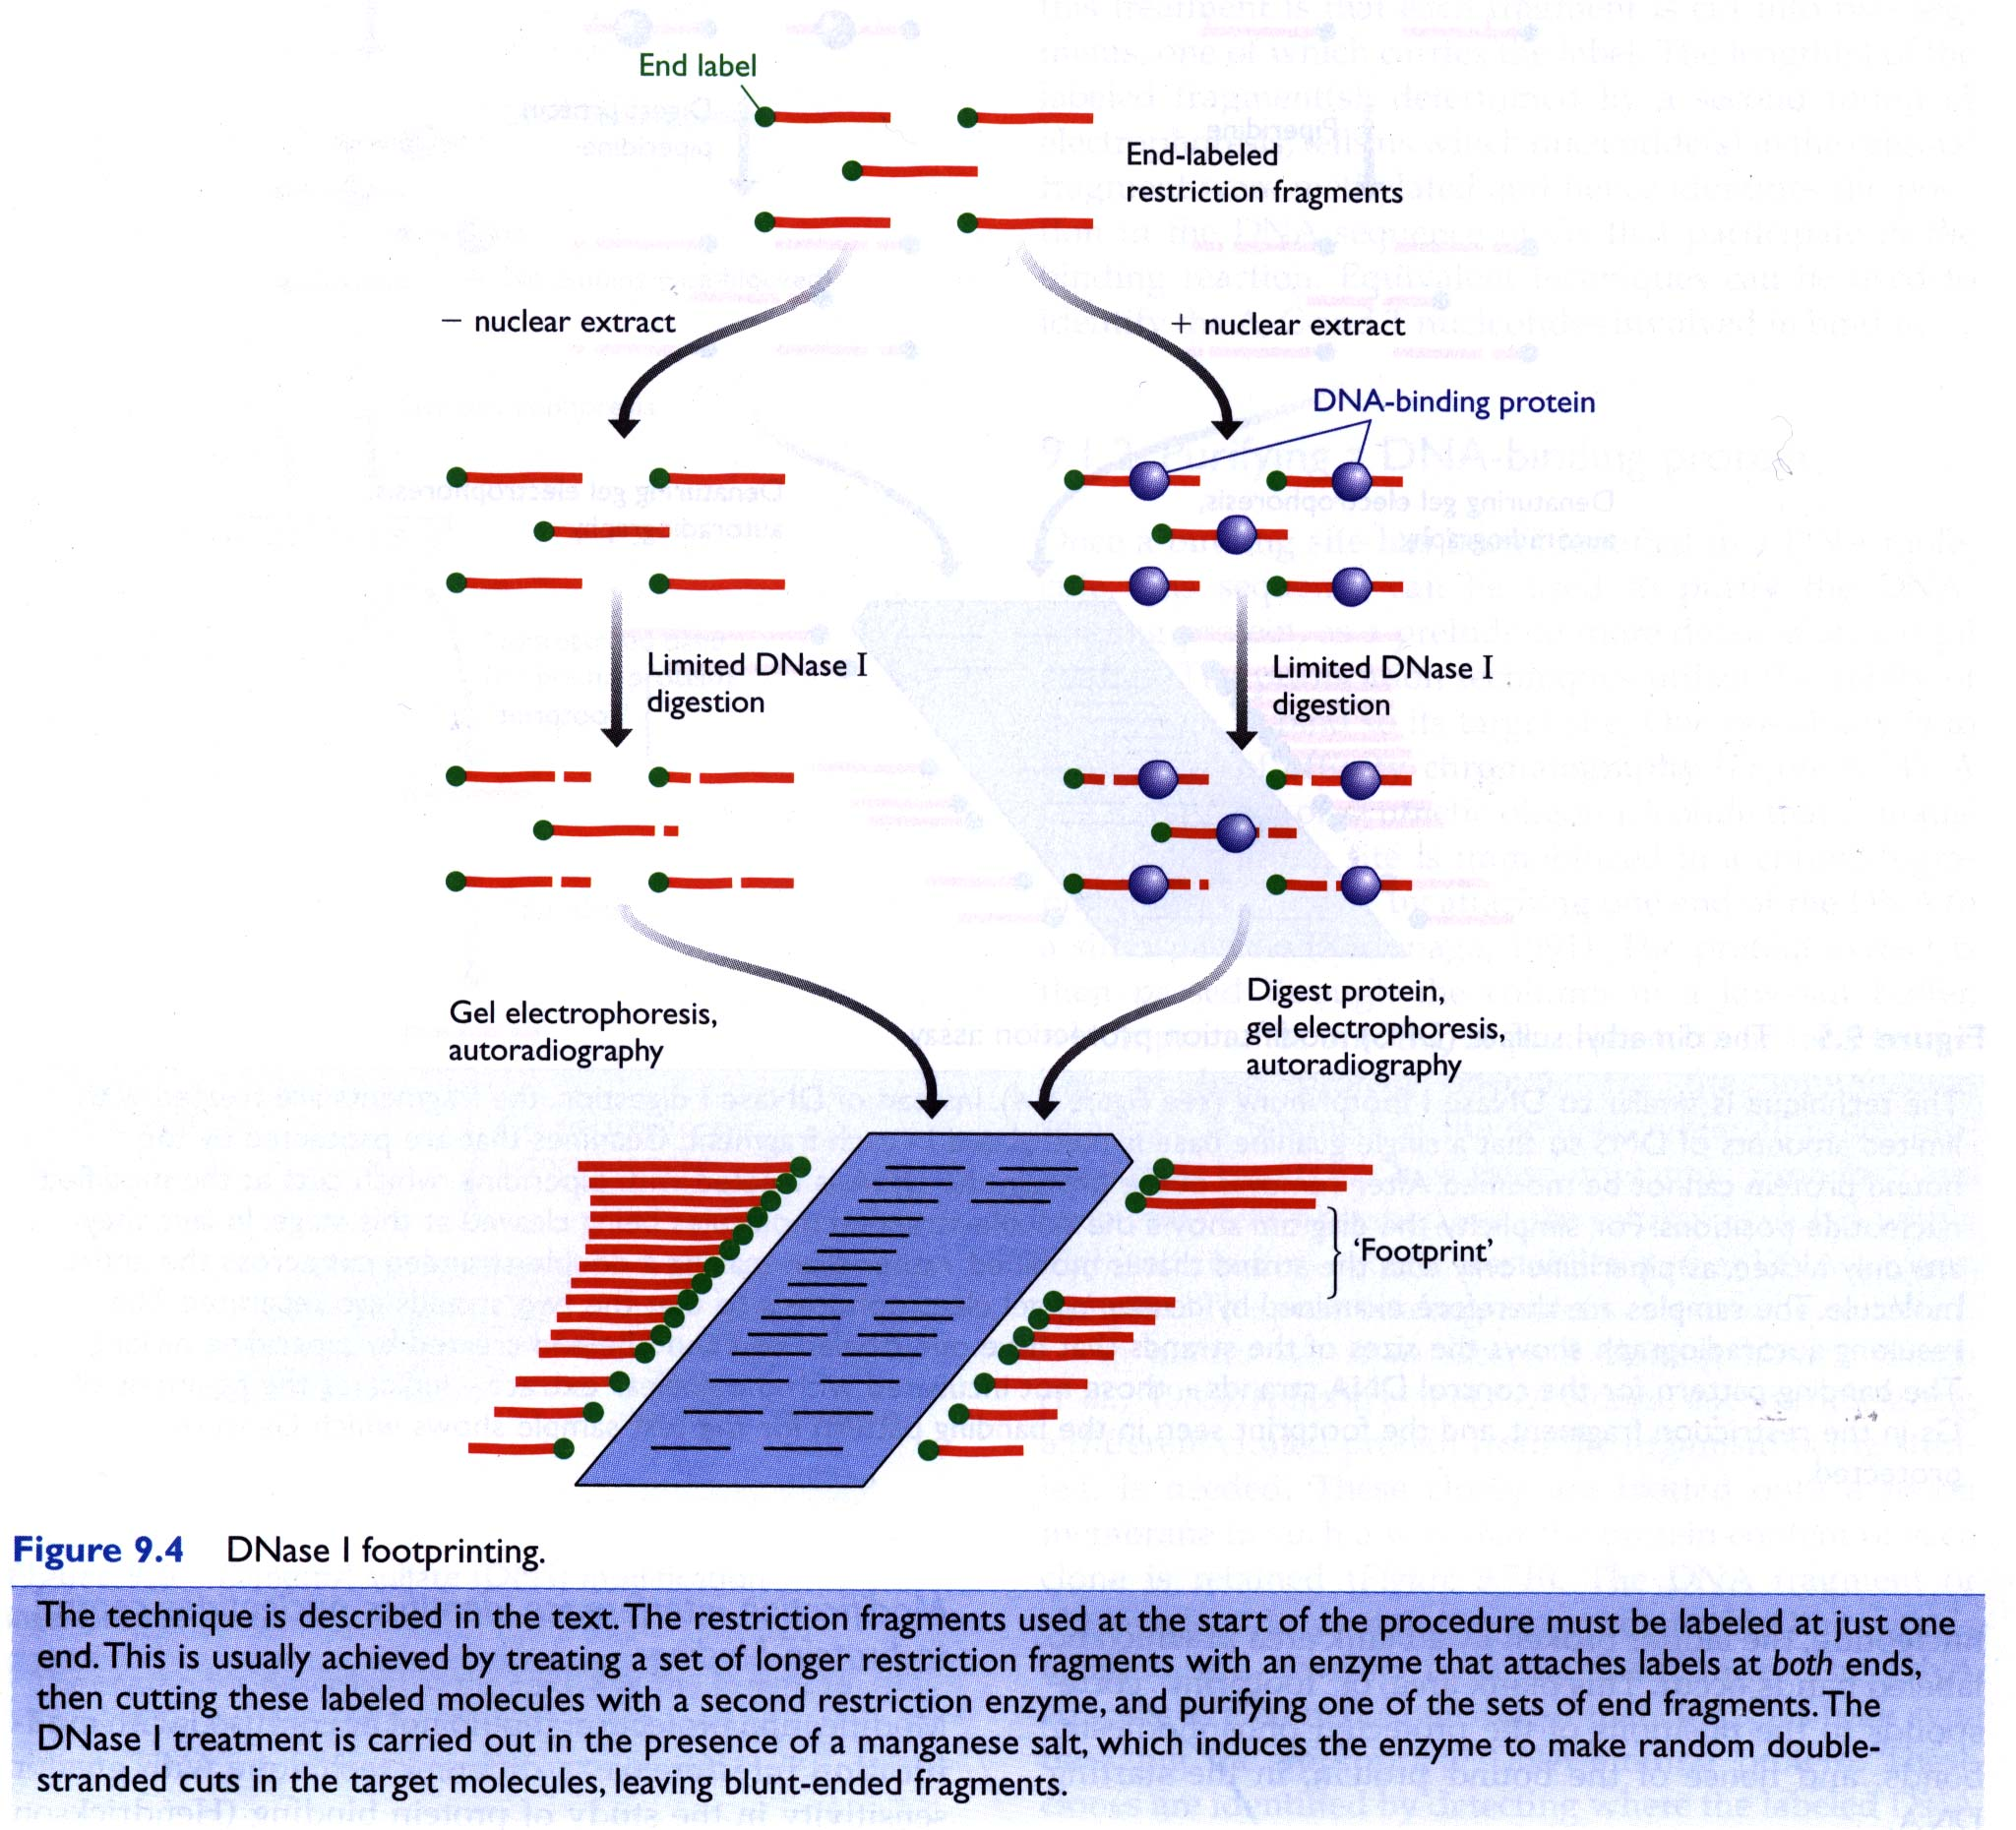 End label
End-labeled
restriction fragments
– nuclear extract
+ nuclear extract
DNA-binding protein
Limited DNase I
digestion
Limited DNase I
digestion
Gel electrophoresis,
autoradiography
Digest protein,
gel electrophoresis,
autoradiography
‘Footprint’
Figure 9.4 DNase I footprinting.
The technique is described in the text. The restriction fragments used at the start of the procedure must be labeled at just one
end. This is usually achieved by treating a set of longer restriction fragments with an enzyme that attaches labels at both ends,
then cutting these labeled molecules with a second restriction enzyme, and purifying one of the sets of end fragments. The
DNase I treatment is carried out in the presence of a manganese salt, which induces the enzyme to make random double-
stranded cuts in the target molecules, leaving blunt-ended fragments.